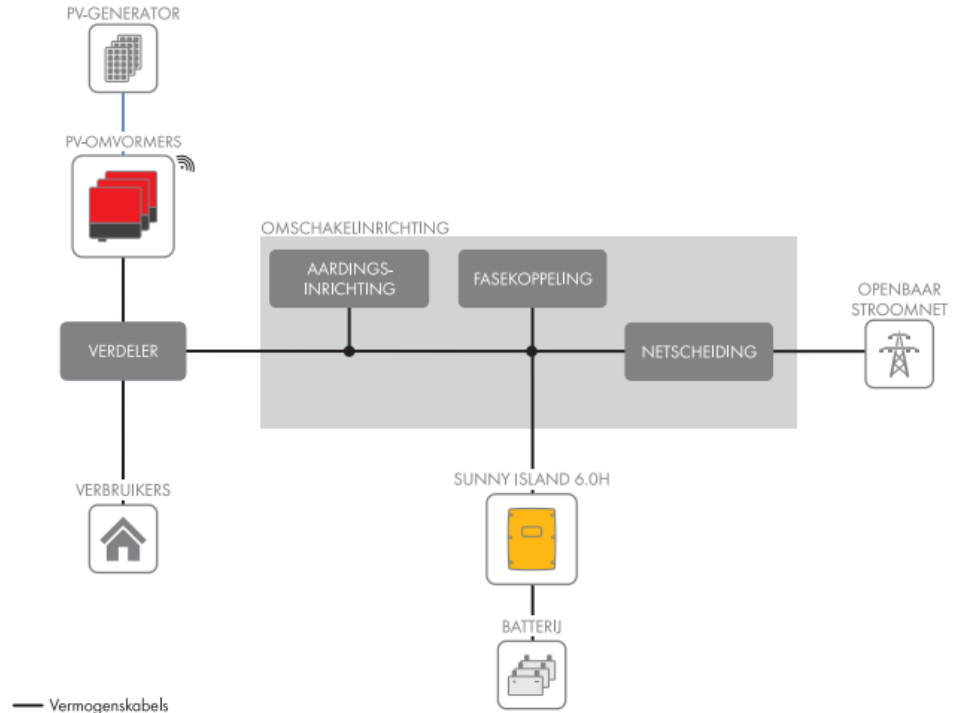 PV-GENERATOR
PV-OMVORMERS
OMSCHAKELINRICHTING
AARDINGS-
INRICHTING
FASEKOPPELING
OPENBAAR
STROOMNET
VERDELER
NETSCHEIDING
VERBRUIKERS
SUNNY ISLAND 6.0H
BATTERIJ
Vermogenskabels